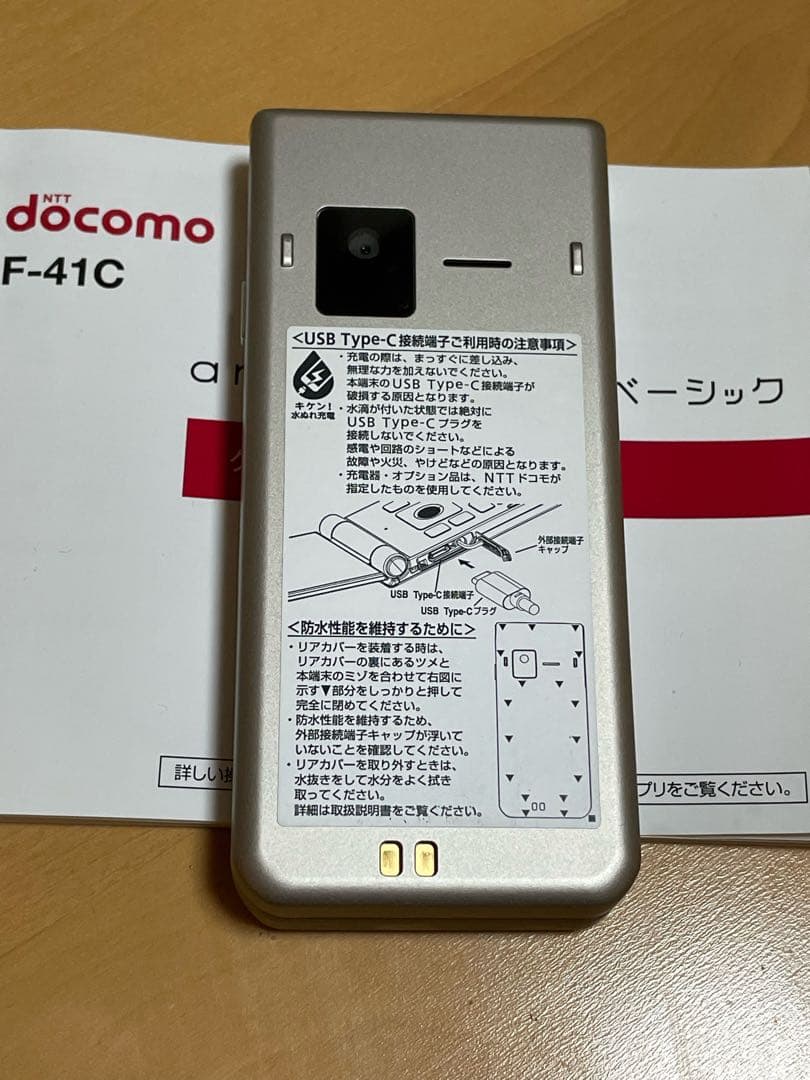 NTT
docomo
F-41C
ar
ベーシック
詳しい
プリをご覧ください。
＜USB Type-C接続端子ご利用時の注意事項＞
キケン！
水ぬれ充電
・充電の際は、まっすぐに差し込み、
無理な力を加えないでください。
本端末のUSB Type-C接続端子が
破損する原因となります。
・水滴が付いた状態では絶対に
USB Type-Cプラグを
接続しないでください。
感電や回路のショートなどによる
故障や火災、やけどなどの原因となります。
・充電器・オプション品は、NTTドコモが
指定したものを使用してください。
外部接続端子
キャップ
USB Type-C接続端子
USB Type-Cプラグ
＜防水性能を維持するために＞
・リアカバーを装着する時は、
リアカバーの裏にあるツメと
本端末のミゾを合わせて右図に
示す▼部分をしっかりと押して
完全に閉めてください。
・防水性能を維持するため、
外部接続端子キャップが浮いて
いないことを確認してください。
・リアカバーを取り外すときは、
水抜きをして水分をよく拭き
取ってください。
詳細は取扱説明書をご覧ください。